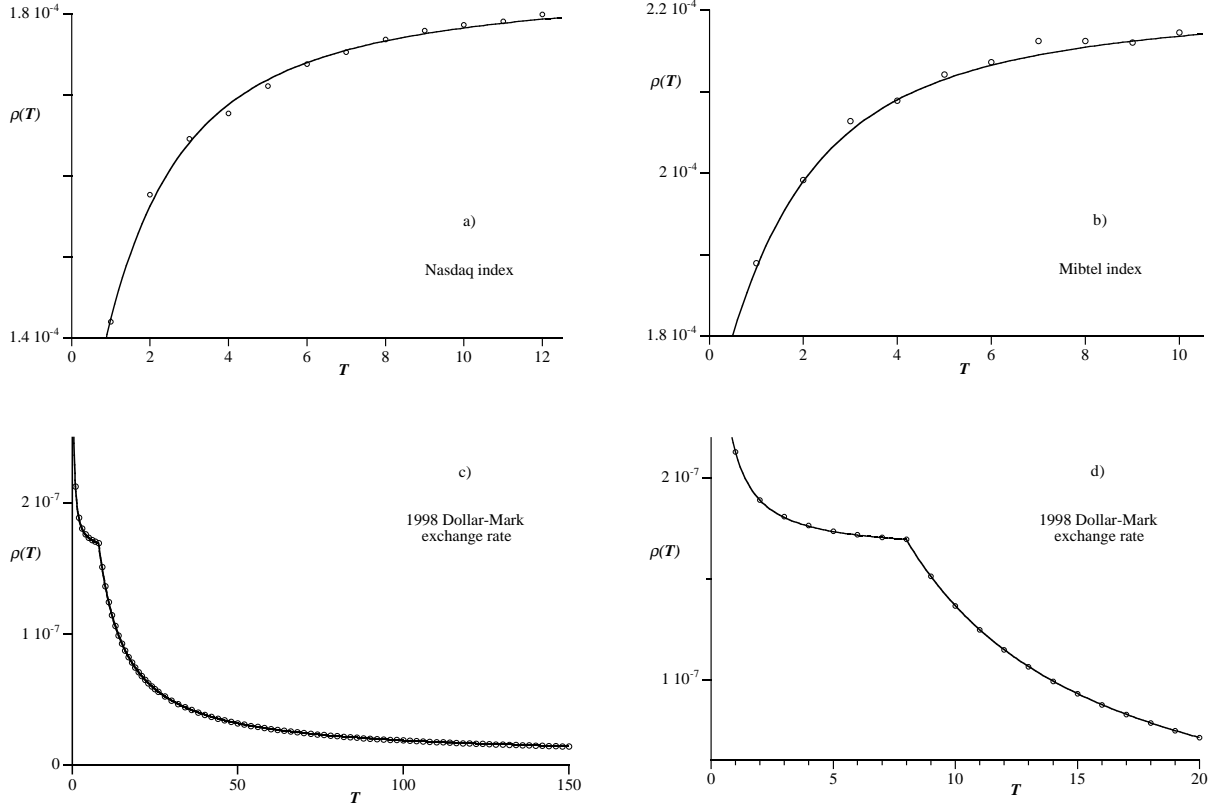 1.8 10-4
ρ(T)
1.4 10-4
0 2 4 6 8 10 12
T
a)
Nasdaq index
2.2 10-4
ρ(T)
2 10-4
1.8 10-4
0 2 4 6 8 10
T
b)
Mibtel index
2 10-7
ρ(T)
1 10-7
0
0 50 100 150
T
c)
1998 Dollar-Mark
exchange rate
2 10-7
ρ(T)
1 10-7
0 5 10 15 20
T
d)
1998 Dollar-Mark
exchange rate